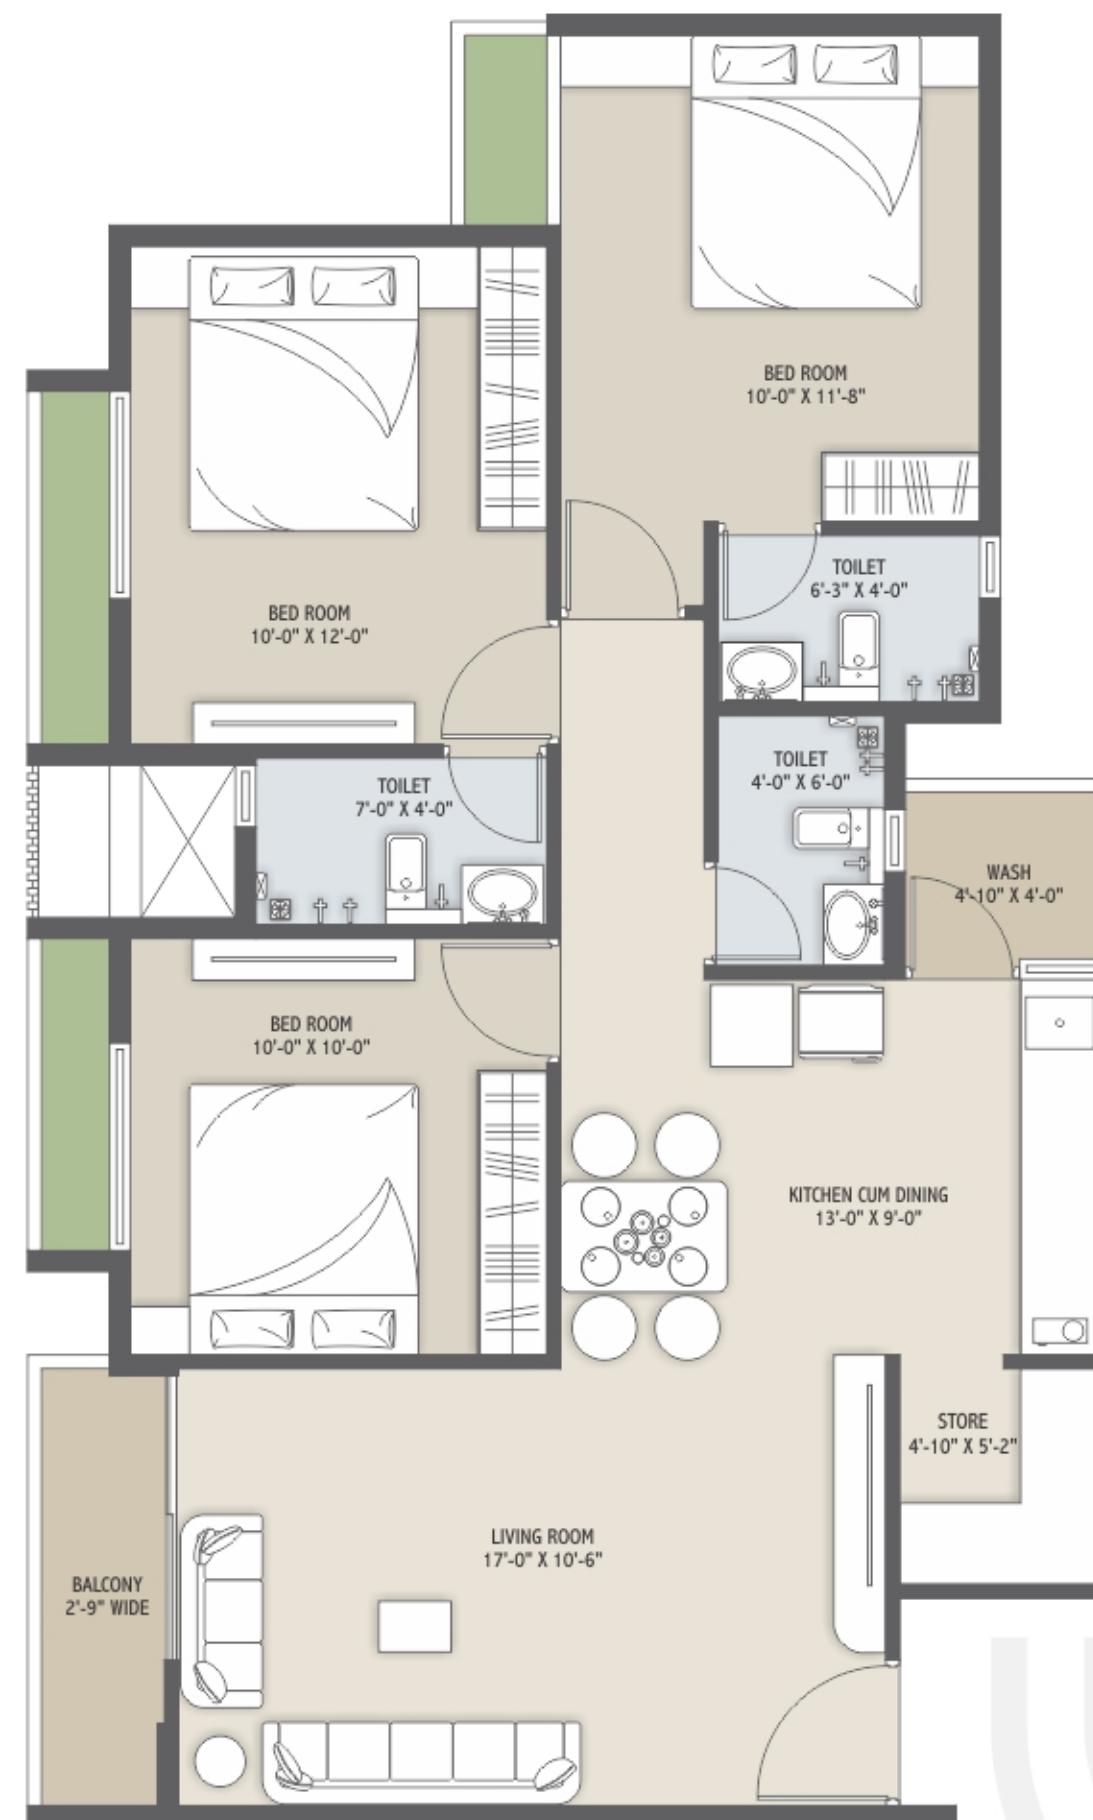 BED ROOM
10'-0" X 11'-8"
TOILET
6'-3" X 4'-0"
BED ROOM
10'-0" X 12'-0"
TOILET
4'-0" X 6'-0"
TOILET
7'-0" X 4'-0"
WASH
4'-10" X 4'-0"
BED ROOM
10'-0" X 10'-0"
KITCHEN CUM DINING
13'-0" X 9'-0"
STORE
4'-10" X 5'-2"
LIVING ROOM
17'-0" X 10'-6"
BALCONY
2'-9" WIDE